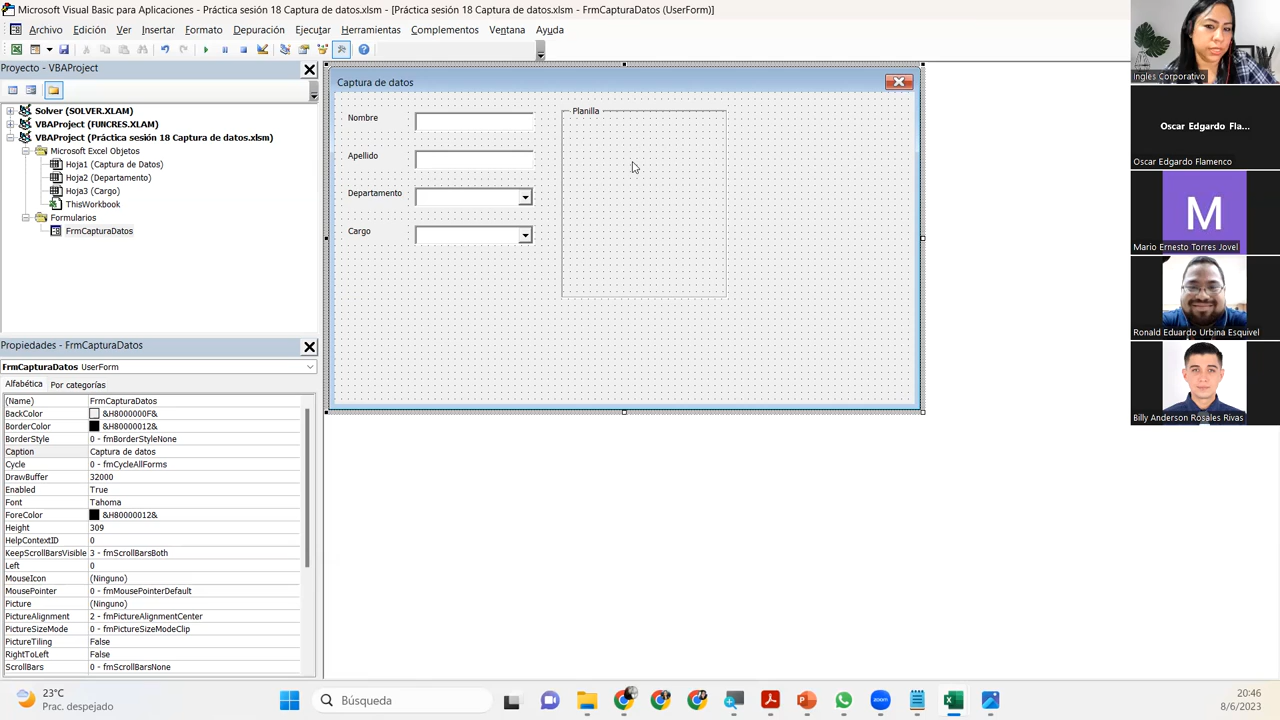 Microsoft Visual Basic para Aplicaciones - Práctica sesión 18 Captura de datos.xlsm - [Práctica sesión 18 Captura de datos.xlsm - FrmCapturaDatos (UserForm)]
Archivo Edición Ver Insertar Formato Depuración Ejecutar Herramientas Complementos Ventana Ayuda
Proyecto - VBAProject
Solver (SOLVER.XLAM)
VBAProject (FUNCRES.XLAM)
VBAProject (Práctica sesión 18 Captura de datos.xlsm)
Microsoft Excel Objetos
Hoja1 (Captura de Datos)
Hoja2 (Departamento)
Hoja3 (Cargo)
ThisWorkbook
Formularios
FrmCapturaDatos
Propiedades - FrmCapturaDatos
FrmCapturaDatos UserForm
Alfabética Por categorías
(Name) FrmCapturaDatos
BackColor &H8000000F&
BorderColor &H80000012&
BorderStyle 0 - fmBorderStyleNone
Caption Captura de datos
Cycle 0 - fmCycleAllForms
DrawBuffer 32000
Enabled True
Font Tahoma
ForeColor &H80000012&
Height 309
HelpContextID 0
KeepScrollBarsVisible 3 - fmScrollBarsBoth
Left 0
MouseIcon (Ninguno)
MousePointer 0 - fmMousePointerDefault
Picture (Ninguno)
PictureAlignment 2 - fmPictureAlignmentCenter
PictureSizeMode 0 - fmPictureSizeModeClip
PictureTiling False
RightToLeft False
ScrollBars 0 - fmScrollBarsNone
Captura de datos
Nombre
Apellido
Departamento
Cargo
Planilla
Ingles Corporativo
Oscar Edgardo Fla...
Oscar Edgardo Flamenco
M
Mario Ernesto Torres Jovel
Ronald Eduardo Urbina Esquivel
Billy Anderson Rosales Rivas
23°C
Prac. despejado
Búsqueda
20:46
8/6/2023